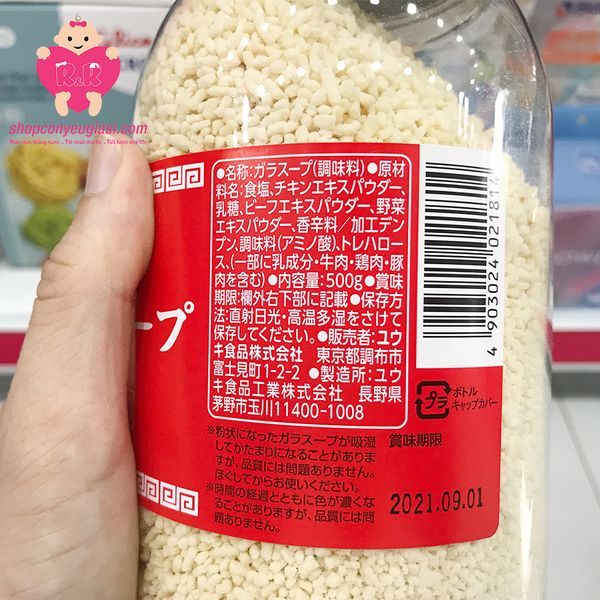 R&R
shopconyeugiasi.com
ープ
●名称:ガラスープ(調味料)●原材
料名:食塩、チキンエキスパウダー、
乳糖、ビーフエキスパウダー、野菜
エキスパウダー、香辛料／加工デン
プン、調味料(アミノ酸)、トレハロー
ス、(一部に乳成分・牛肉・鶏肉・豚
肉を含む)●内容量:500g●賞味
期限:欄外右下部に記載●保存方
法:直射日光・高温多湿をさけて
保存してください。●販売者:ユウ
キ食品株式会社 東京都調布市
富士見町1-2-2 ●製造所:ユウ
キ食品工業株式会社 長野県
茅野市玉川11400-1008
※粉状になったガラスープが吸湿
してかたまりになることがありま
すが、品質には問題ありません。
ほぐしてからお使いください。
※時間の経過とともに色が濃くな
ることがありますが、品質には問
題ありません。
4 903024 021814
プラ
ボトル
キャップカバー
賞味期限
2021.09.01